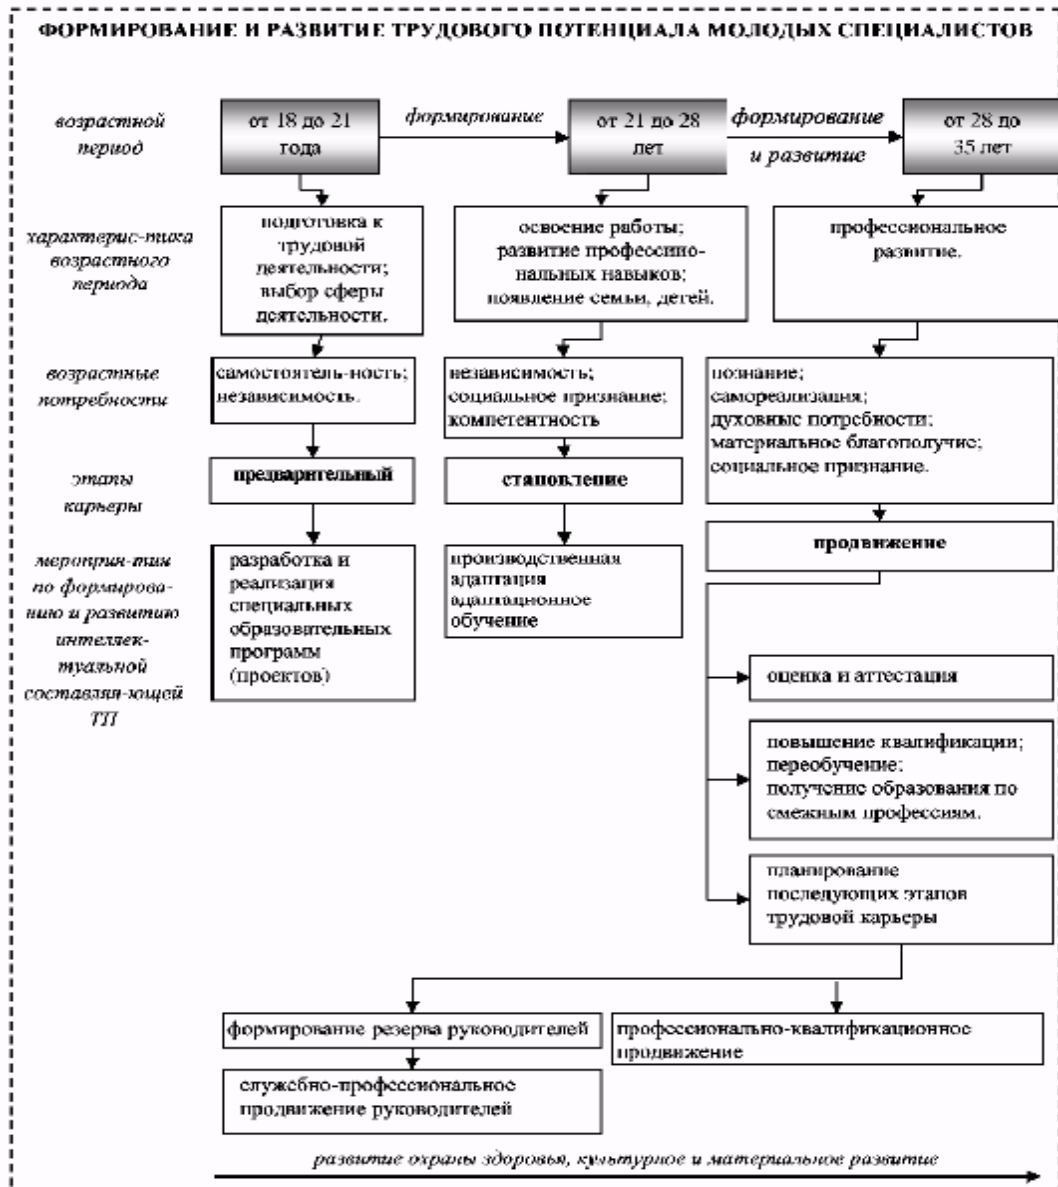 ФОРМИРОВАНИЕ И РАЗВИТИЕ ТРУДОВОГО ПОТЕНЦИАЛА МОЛОДЫХ СПЕЦИАЛИСТОВ
возрастной
период
от 18 до 21
года
формирование
от 21 до 28
лет
формирование
и развитие
от 28 до
35 лет
характерис-тика
возрастного
периода
подготовка к
трудовой
деятельности;
выбор сферы
деятельности.
освоение работы;
развитие профессио-
нальных навыков;
появление семьи, детей.
профессиональное
развитие.
возрастные
потребности
самостоятель-ность;
независимость.
независимость;
социальное признание;
компетентность
познание;
самореализация;
духовные потребности;
материальное благополучие;
социальное признание.
этапы
карьеры
предварительный
становление
продвижение
мероприя-тия
по формирова-
нию и развитию
интеллек-
туальной
составля-ющей
ТП
разработка и
реализация
специальных
образовательных
программ
(проектов)
производственная
адаптация
адаптационное
обучение
оценка и аттестация
повышение квалификации;
переобучение;
получение образования по
смежным профессиям.
планирование
последующих этапов
трудовой карьеры
формирование резерва руководителей
профессионально-квалификационное
продвижение
служебно-профессиональное
продвижение руководителей
развитие охраны здоровья, культурное и материальное развитие